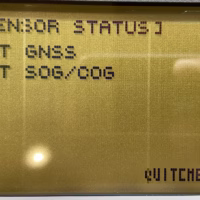 ENSOR STATUS]
T GNSS
T SOG/COG
QUITCHE